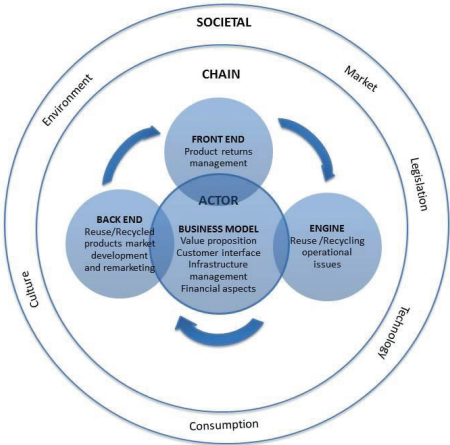 SOCIETAL
Environment
Market
CHAIN
FRONT END
Product returns
management
Legislation
ACTOR
BACK END
Reuse/Recycled
products market
development
and remarketing
BUSINESS MODEL
Value proposition
Customer interface
Infrastructure
management
Financial aspects
ENGINE
Reuse /Recycling
operational
issues
Culture
Technology
Consumption